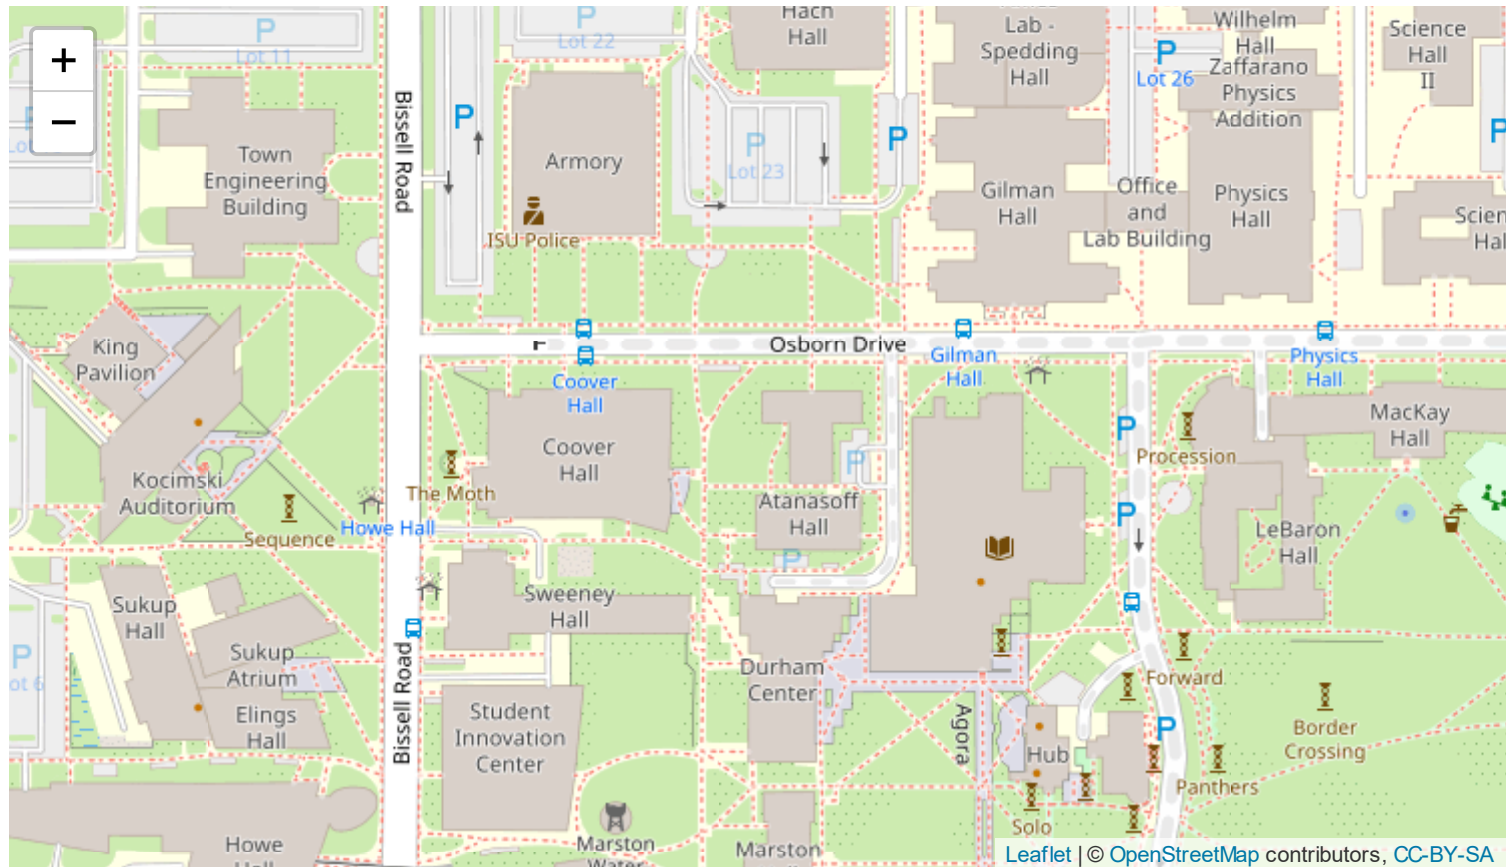 +
−
P
Lot 11
P
Lot 22
Hach
Hall
Lab -
Spedding
Hall
Wilhelm
Hall
Zaffarano
Physics
Addition
Science
Hall
II
P
Lot 26
P
P
P
Lot 23
P
P
Bissell Road
Town
Engineering
Building
Armory
ISU Police
Gilman
Hall
Office
and
Lab Building
Physics
Hall
Scien
Hal
King
Pavilion
Osborn Drive
Coover
Hall
Gilman
Hall
Physics
Hall
Coover
Hall
MacKay
Hall
P
Procession
Kocimski
Auditorium
The Moth
P
Atanasoff
Hall
P
Sequence
Howe Hall
LeBaron
Hall
P
Sukup
Hall
Sweeney
Hall
P
ot 6
Sukup
Atrium
Bissell Road
Durham
Center
Forward
Elings
Hall
Student
Innovation
Center
Agora
Hub
P
Border
Crossing
Panthers
Solo
Howe
Marston
Marston
Leaflet | © OpenStreetMap contributors, CC-BY-SA